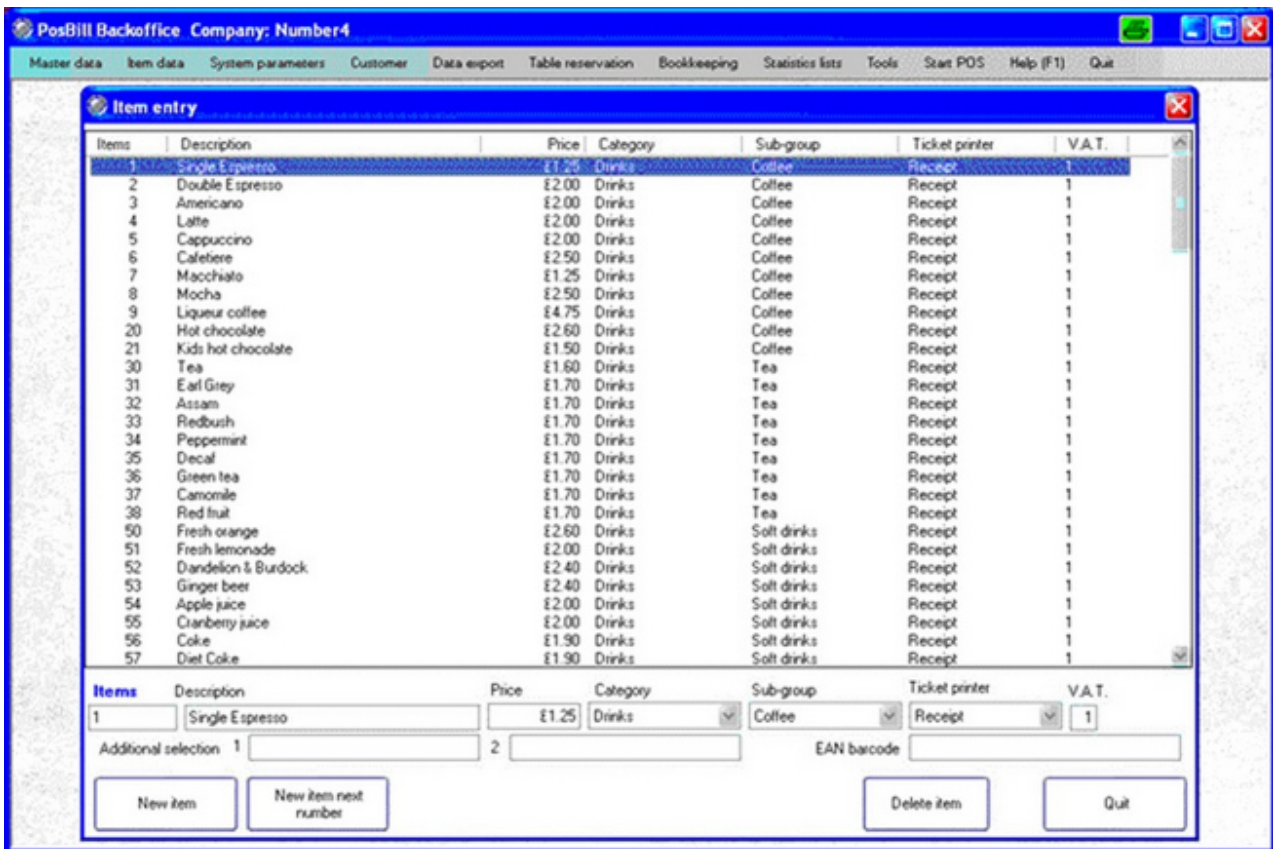 PosBill Backoffice Company: Number4
Master data Item data System parameters Customer Data export Table reservation Bookkeeping Statistics lists Tools Start POS Help (F1) Quit
Item entry
Items Description Price Category Sub-group Ticket printer V.A.T.
1 Single Espresso £1.25 Drinks Coffee Receipt 1
2 Double Espresso £2.00 Drinks Coffee Receipt 1
3 Americano £2.00 Drinks Coffee Receipt 1
4 Latte £2.00 Drinks Coffee Receipt 1
5 Cappuccino £2.00 Drinks Coffee Receipt 1
6 Cafetiere £2.50 Drinks Coffee Receipt 1
7 Macchiato £1.25 Drinks Coffee Receipt 1
8 Mocha £2.50 Drinks Coffee Receipt 1
9 Liqueur coffee £4.75 Drinks Coffee Receipt 1
20 Hot chocolate £2.60 Drinks Coffee Receipt 1
21 Kids hot chocolate £1.50 Drinks Coffee Receipt 1
30 Tea £1.60 Drinks Tea Receipt 1
31 Earl Grey £1.70 Drinks Tea Receipt 1
32 Assam £1.70 Drinks Tea Receipt 1
33 Redbush £1.70 Drinks Tea Receipt 1
34 Peppermint £1.70 Drinks Tea Receipt 1
35 Decaf £1.70 Drinks Tea Receipt 1
36 Green tea £1.70 Drinks Tea Receipt 1
37 Camomile £1.70 Drinks Tea Receipt 1
38 Red fruit £1.70 Drinks Tea Receipt 1
50 Fresh orange £2.60 Drinks Soft drinks Receipt 1
51 Fresh lemonade £2.00 Drinks Soft drinks Receipt 1
52 Dandelion & Burdock £2.40 Drinks Soft drinks Receipt 1
53 Ginger beer £2.40 Drinks Soft drinks Receipt 1
54 Apple juice £2.00 Drinks Soft drinks Receipt 1
55 Cranberry juice £2.00 Drinks Soft drinks Receipt 1
56 Coke £1.90 Drinks Soft drinks Receipt 1
57 Diet Coke £1.90 Drinks Soft drinks Receipt 1
Items Description Price Category Sub-group Ticket printer V.A.T.
1 Single Espresso £1.25 Drinks Coffee Receipt 1
Additional selection 1 2 EAN barcode
New item New item next number Delete item Quit